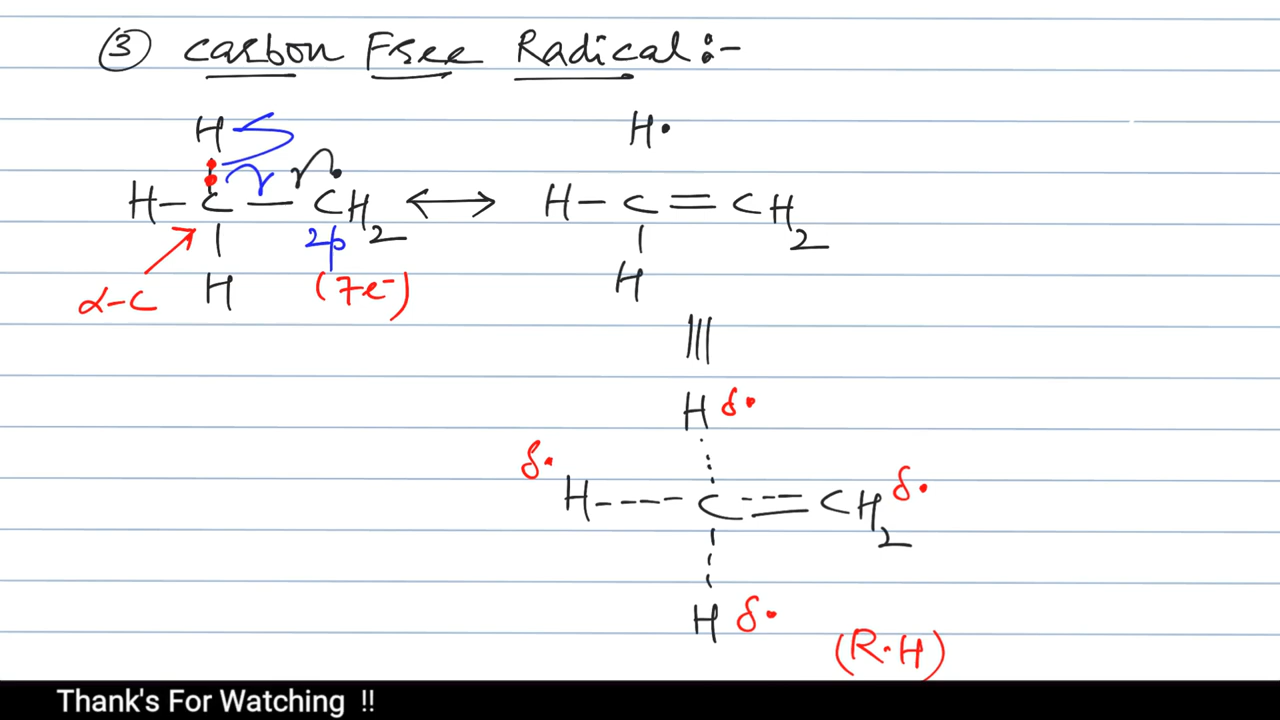 ③ Carbon Free Radical:-
H H•
H-C-CH2 ↔ H-C=CH2
2p
α-C H (7e-) H
|||
H δ•
δ•
H----C=CH2 δ•
H δ•
(R.H)
Thank's For Watching !!